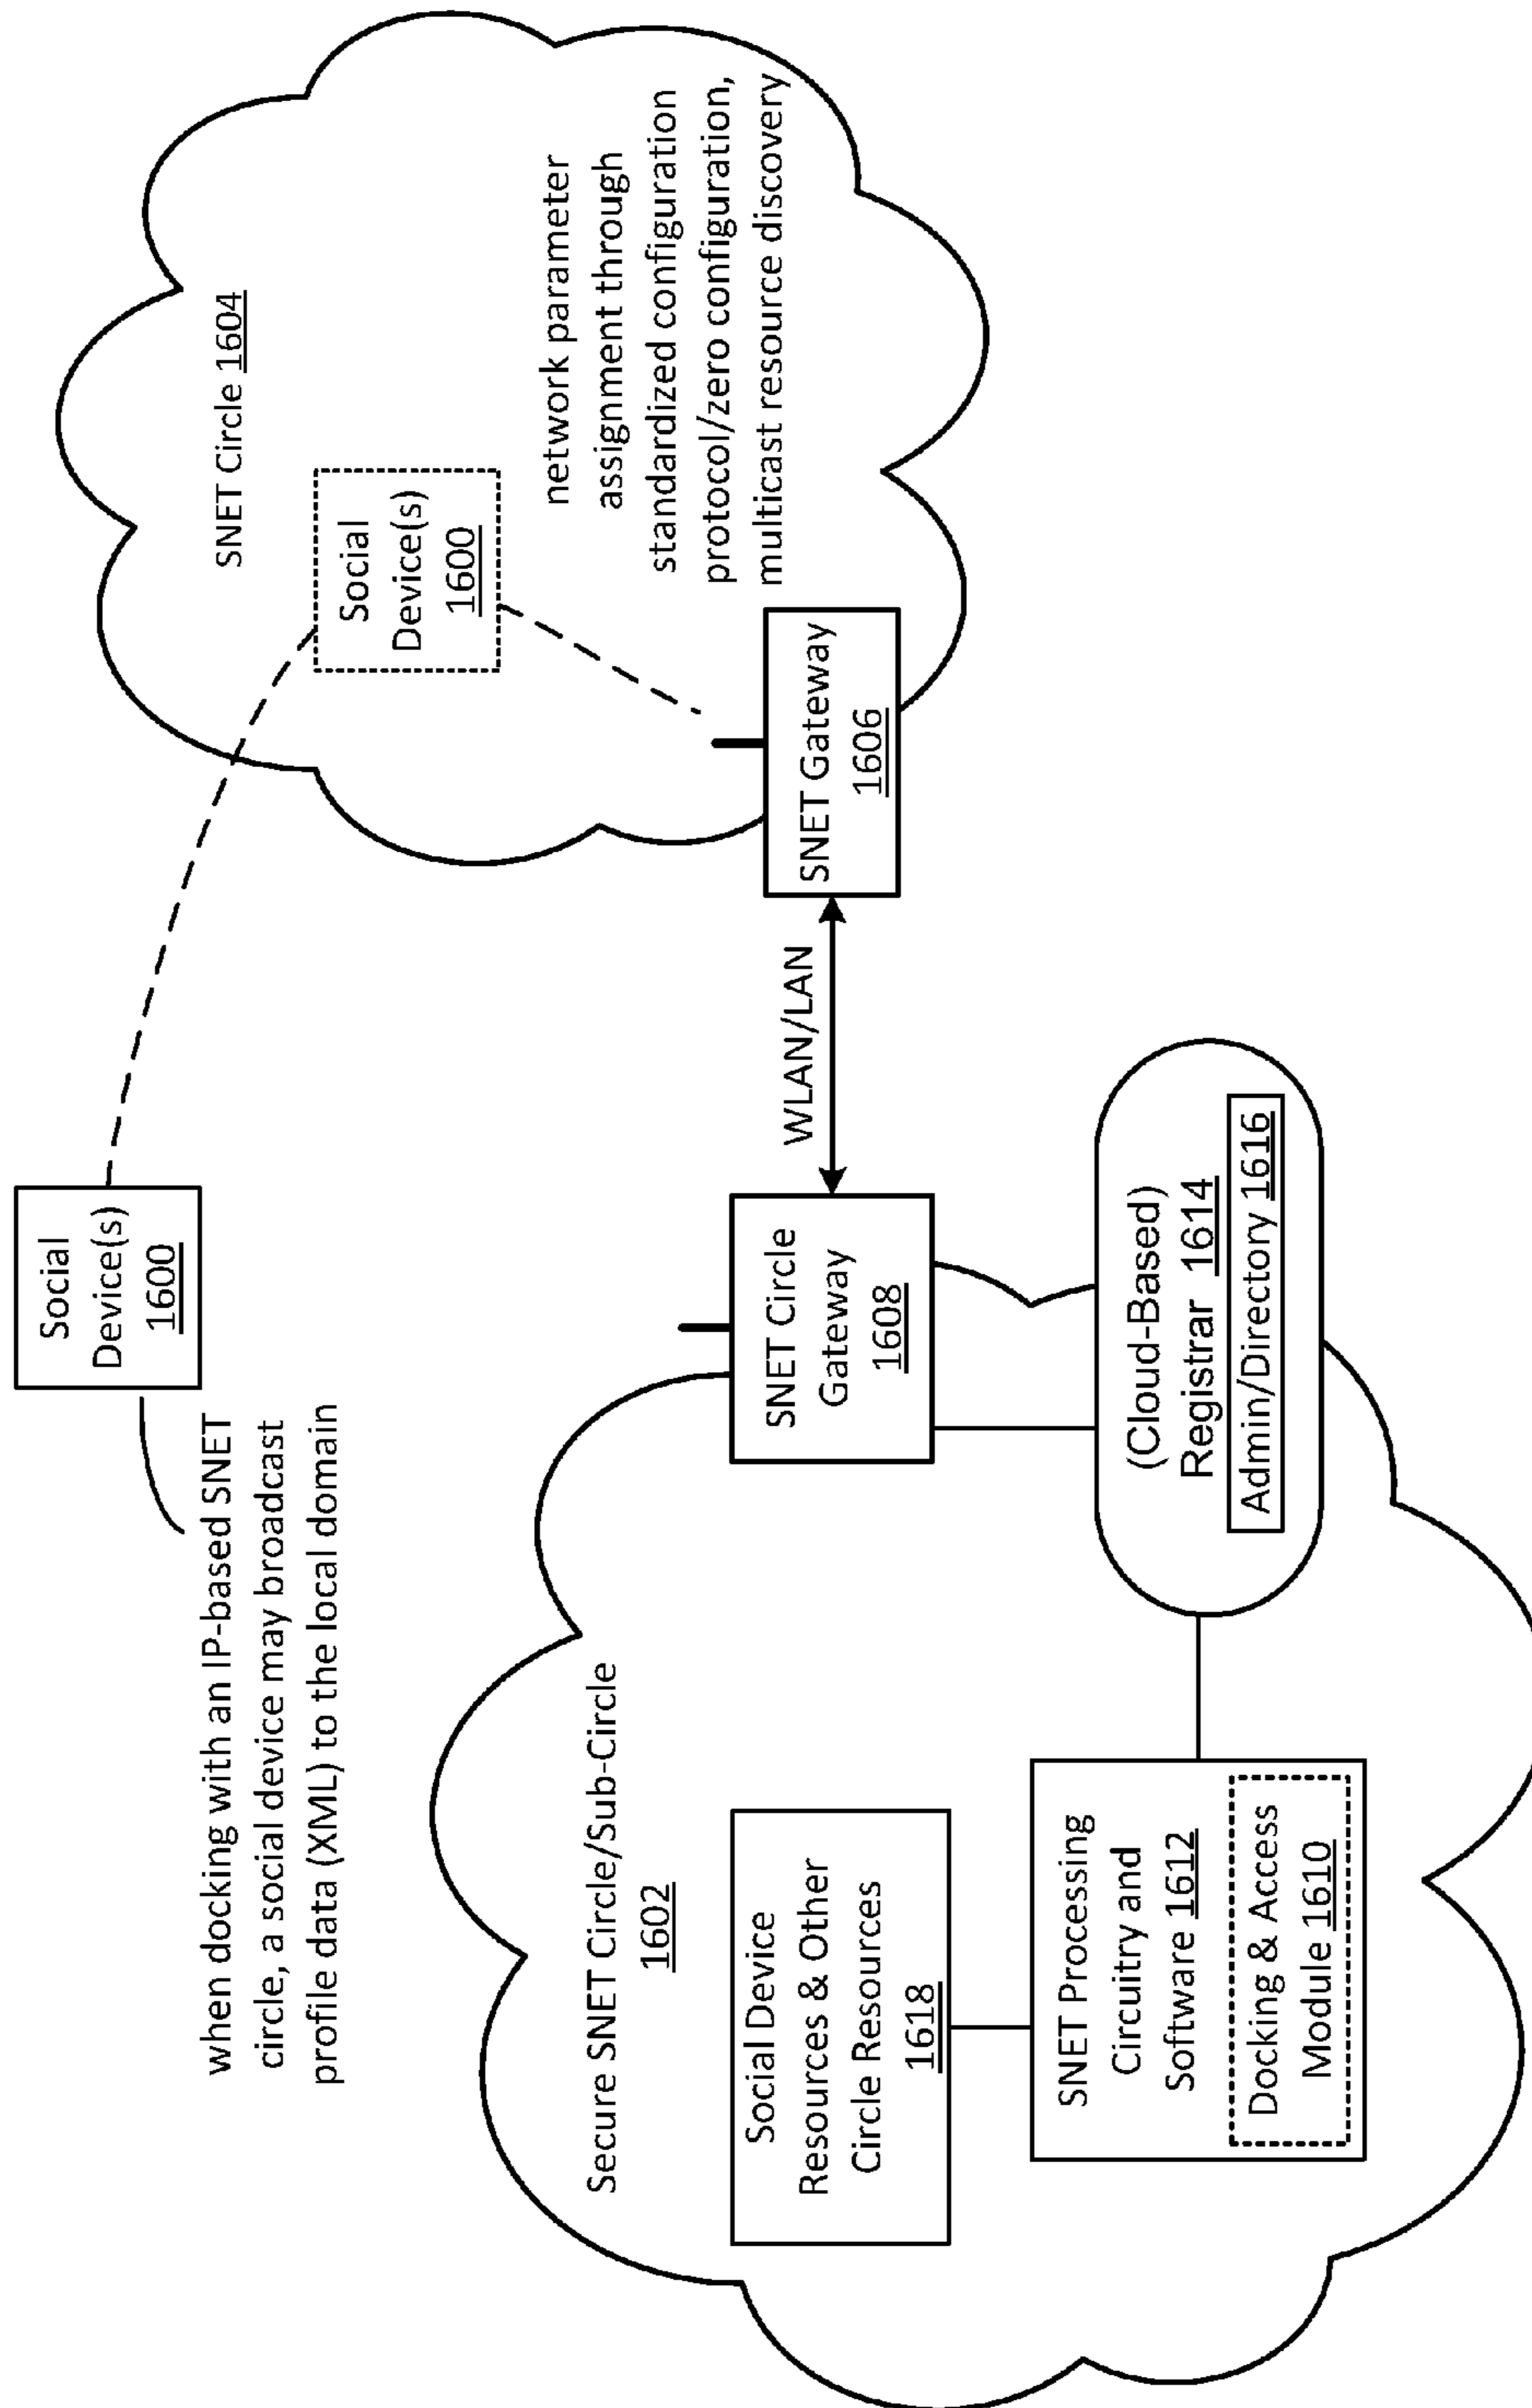 Social
Device(s)
1600
when docking with an IP-based SNET
circle, a social device may broadcast
profile data (XML) to the local domain
SNET Circle 1604
Social
Device(s)
1600
network parameter
assignment through
standardized configuration
protocol/zero configuration,
multicast resource discovery
SNET Gateway
1606
WLAN/LAN
SNET Circle
Gateway
1608
Secure SNET Circle/Sub-Circle
1602
Social Device
Resources & Other
Circle Resources
1618
(Cloud-Based)
Registrar 1614
Admin/Directory 1616
SNET Processing
Circuitry and
Software 1612
Docking & Access
Module 1610